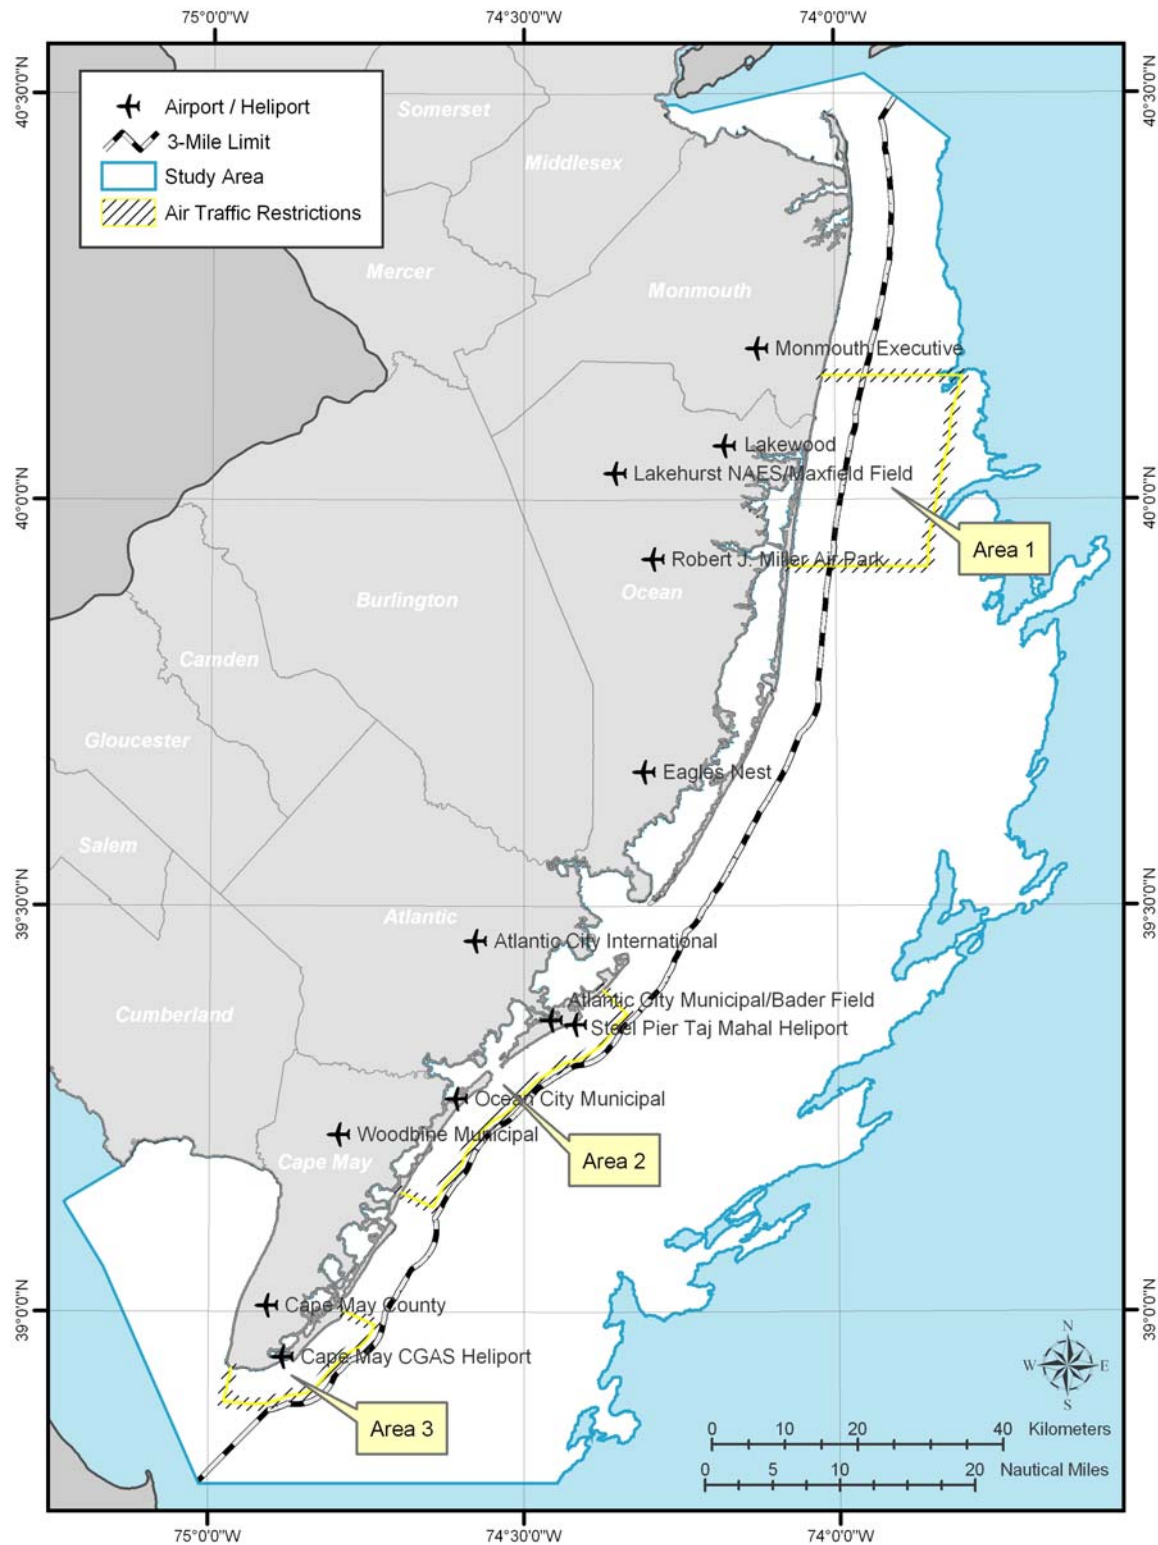 75°0'0"W
74°30'0"W
74°0'0"W
40°30'0"N
40°30'0"N
Airport / Heliport
3-Mile Limit
Study Area
Air Traffic Restrictions
Somerset
Middlesex
Mercer
Monmouth
Monmouth Executive
Lakewood
Lakehurst NAES/Maxfield Field
40°0'0"N
40°0'0"N
Area 1
Robert J. Miller Air Park
Ocean
Burlington
Camden
Gloucester
Eagles Nest
Salem
39°30'0"N
39°30'0"N
Atlantic
Atlantic City International
Atlantic City Municipal/Bader Field
Cumberland
Steel Pier Taj Mahal Heliport
Ocean City Municipal
Woodbine Municipal
Cape May
Area 2
39°0'0"N
39°0'0"N
Cape May County
Cape May CGAS Heliport
Area 3
N
W
E
S
0 10 20 40 Kilometers
0 5 10 20 Nautical Miles
75°0'0"W
74°30'0"W
74°0'0"W